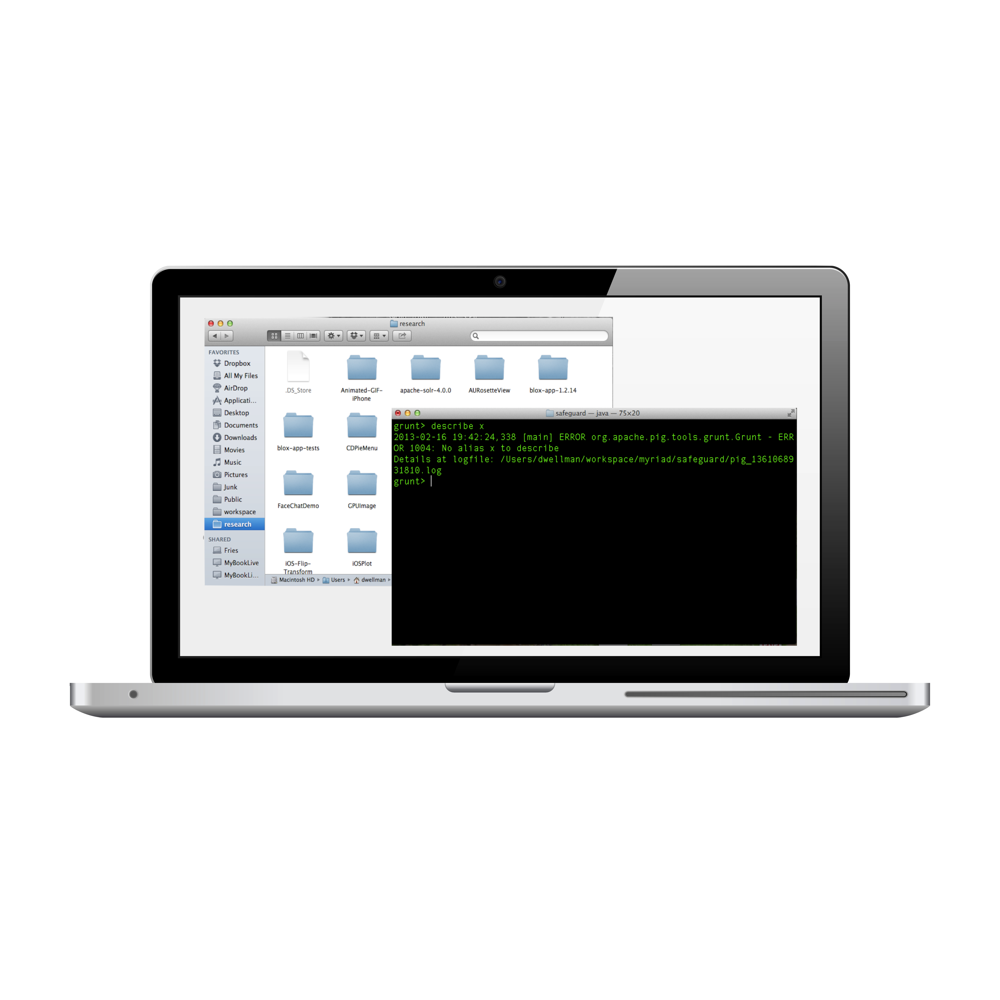 research
FAVORITES
Dropbox
All My Files
AirDrop
Applicati...
Desktop
Documents
Downloads
Movies
Music
Pictures
Junk
Public
workspace
research
SHARED
Fries
MyBookLive
MyBookLi...
.DS_Store
Animated-GIF-
iPhone
apache-solr-4.0.0
AURosetteView
blox-app-1.2.14
blox-app-tests
CDPieMenu
FaceChatDemo
GPUImage
iOS-Flip-
Transform
iOSPlot
Macintosh HD ▸ Users ▸ dwellman ▸
safeguard — java — 75×20
grunt> describe x
2013-02-16 19:42:24,338 [main] ERROR org.apache.pig.tools.grunt.Grunt - ERR
OR 1004: No alias x to describe
Details at logfile: /Users/dwellman/workspace/myriad/safeguard/pig_13610689
31810.log
grunt>